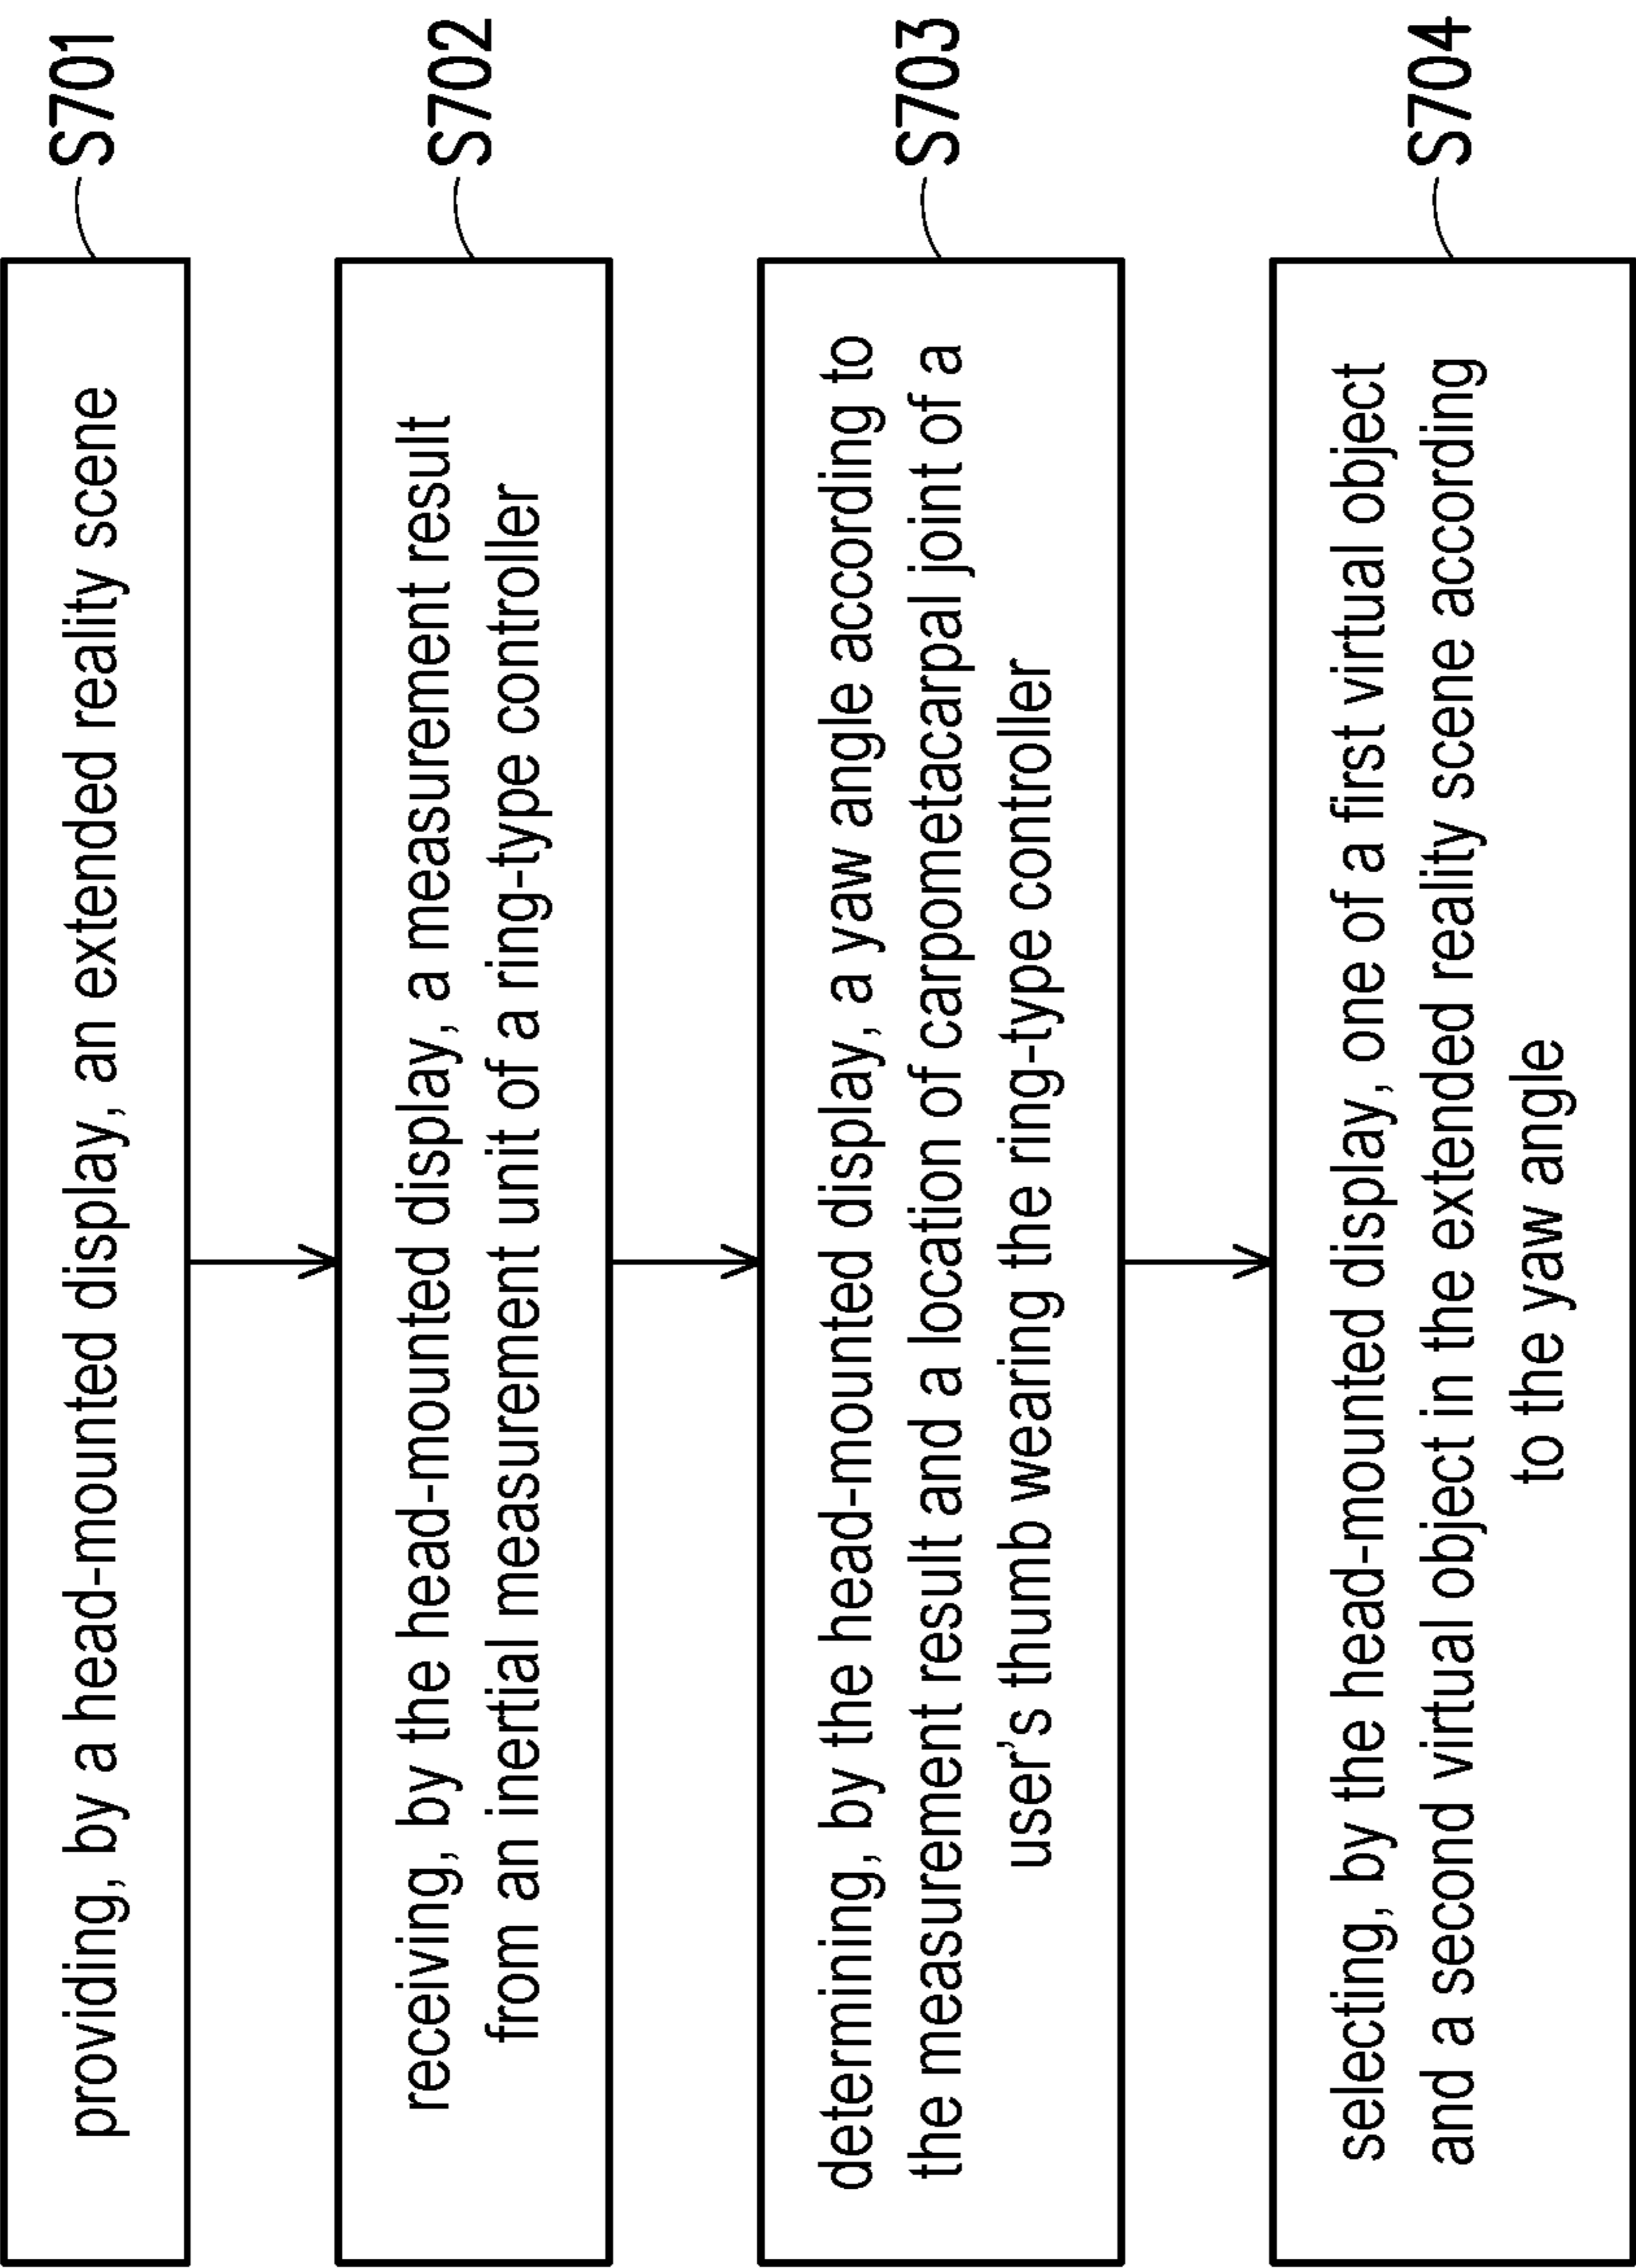 providing, by a head-mounted display, an extended reality scene
S701
receiving, by the head-mounted display, a measurement result
from an inertial measurement unit of a ring-type controller
S702
determining, by the head-mounted display, a yaw angle according to
the measurement result and a location of carpometacarpal joint of a
user's thumb wearing the ring-type controller
S703
selecting, by the head-mounted display, one of a first virtual object
and a second virtual object in the extended reality scene according
to the yaw angle
S704